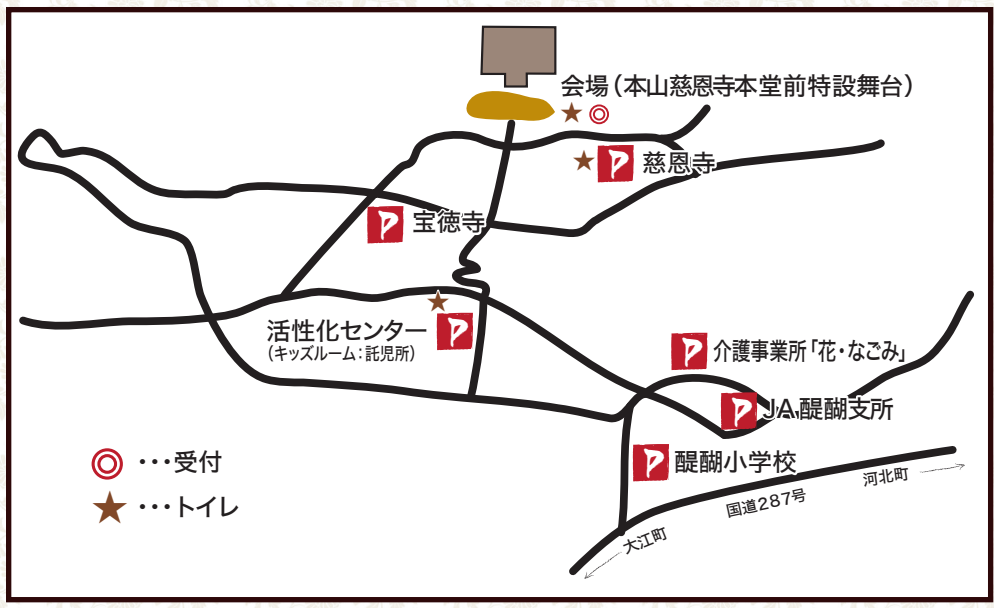 会場（本山慈恩寺本堂前特設舞台）
P 慈恩寺
P 宝徳寺
活性化センター P
（キッズルーム：託児所）
P 介護事業所「花・なごみ」
P JA醍醐支所
P 醍醐小学校
･･･受付
･･･トイレ
河北町
国道287号
大江町